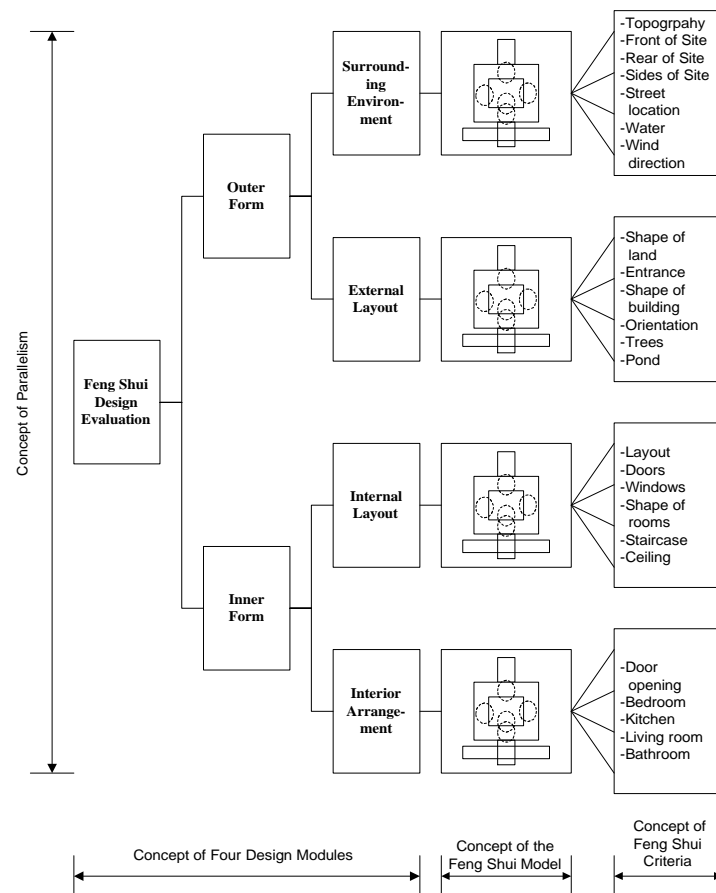 Concept of Parallelism
Feng Shui
Design
Evaluation
Outer
Form
Inner
Form
Surround-
ing
Environ-
ment
External
Layout
Internal
Layout
Interior
Arrange-
ment
-Topogrpahy
-Front of Site
-Rear of Site
-Sides of Site
-Street
location
-Water
-Wind
direction
-Shape of
land
-Entrance
-Shape of
building
-Orientation
-Trees
-Pond
-Layout
-Doors
-Windows
-Shape of
rooms
-Staircase
-Ceiling
-Door
opening
-Bedroom
-Kitchen
-Living room
-Bathroom
Concept of Four Design Modules
Concept of the
Feng Shui Model
Concept of
Feng Shui
Criteria